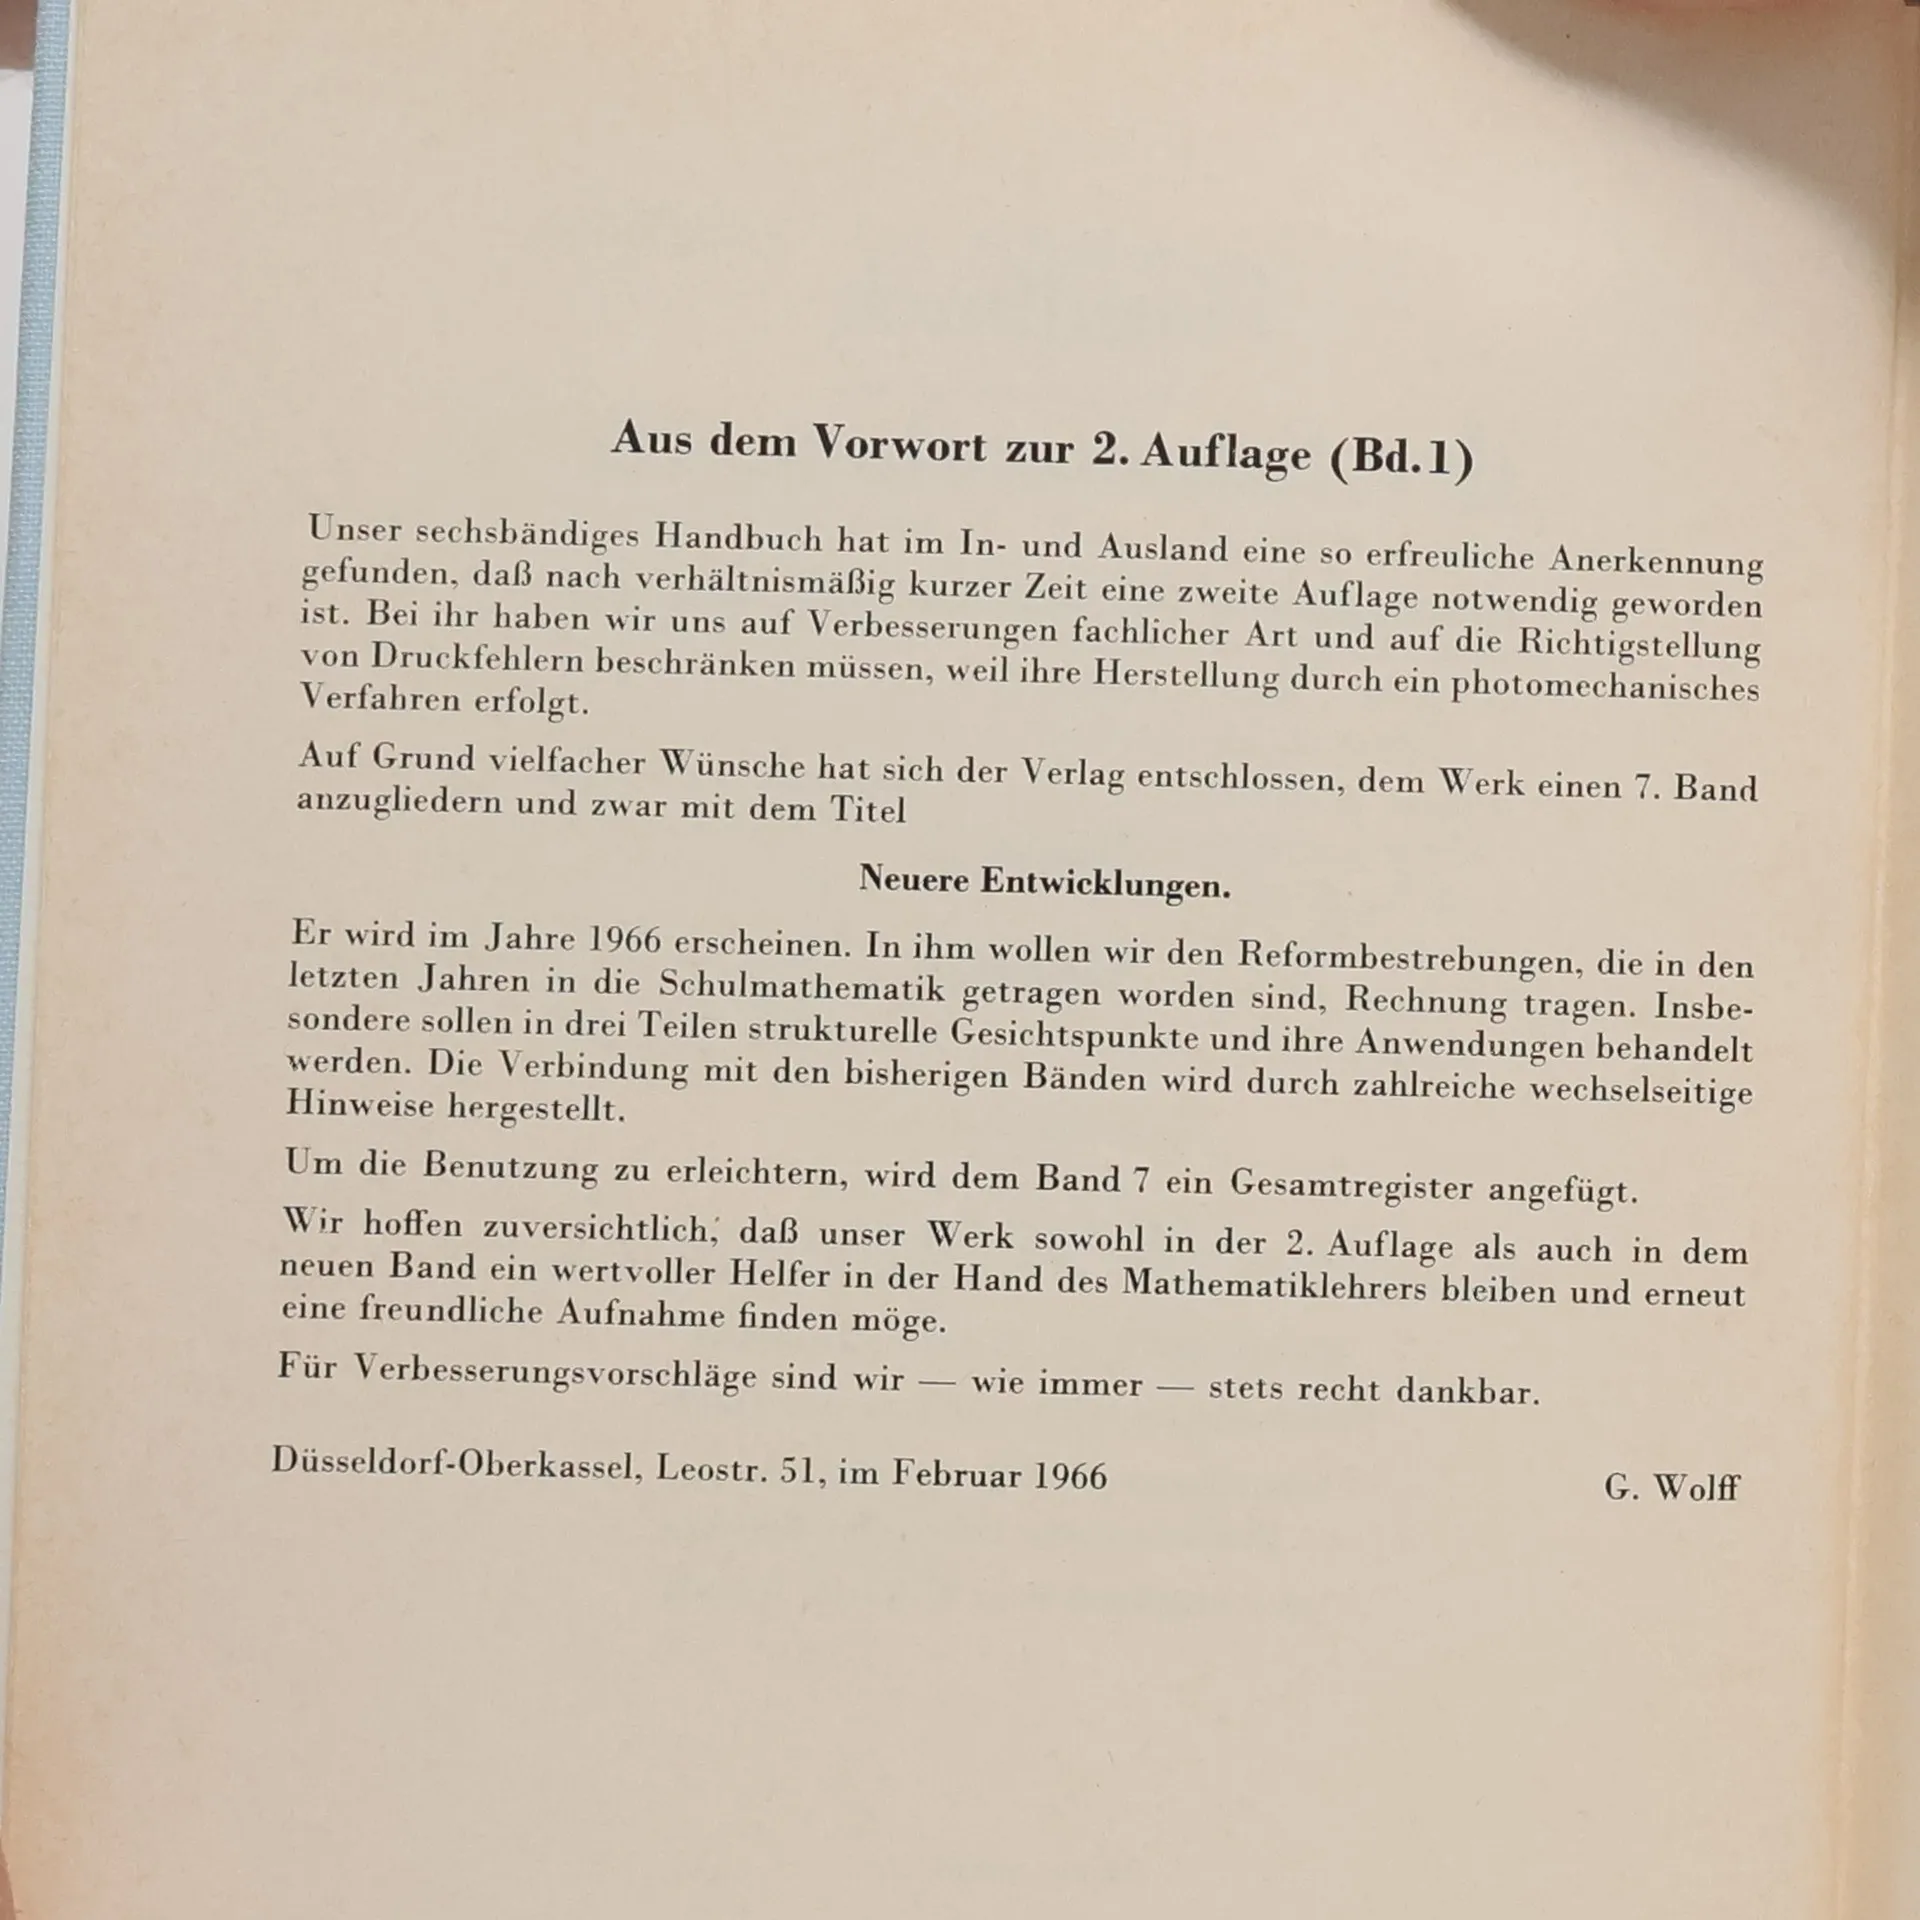 Aus dem Vorwort zur 2. Auflage (Bd.1)
Unser sechsbändiges Handbuch hat im In- und Ausland eine so erfreuliche Anerkennung
gefunden, daß nach verhältnismäßig kurzer Zeit eine zweite Auflage notwendig geworden
ist. Bei ihr haben wir uns auf Verbesserungen fachlicher Art und auf die Richtigstellung
von Druckfehlern beschränken müssen, weil ihre Herstellung durch ein photomechanisches
Verfahren erfolgt.
Auf Grund vielfacher Wünsche hat sich der Verlag entschlossen, dem Werk einen 7. Band
anzugliedern und zwar mit dem Titel
Neuere Entwicklungen.
Er wird im Jahre 1966 erscheinen. In ihm wollen wir den Reformbestrebungen, die in den
letzten Jahren in die Schulmathematik getragen worden sind, Rechnung tragen. Insbe-
sondere sollen in drei Teilen strukturelle Gesichtspunkte und ihre Anwendungen behandelt
werden. Die Verbindung mit den bisherigen Bänden wird durch zahlreiche wechselseitige
Hinweise hergestellt.
Um die Benutzung zu erleichtern, wird dem Band 7 ein Gesamtregister angefügt.
Wir hoffen zuversichtlich, daß unser Werk sowohl in der 2. Auflage als auch in dem
neuen Band ein wertvoller Helfer in der Hand des Mathematiklehrers bleiben und erneut
eine freundliche Aufnahme finden möge.
Für Verbesserungsvorschläge sind wir — wie immer — stets recht dankbar.
Düsseldorf-Oberkassel, Leostr. 51, im Februar 1966 G. Wolff